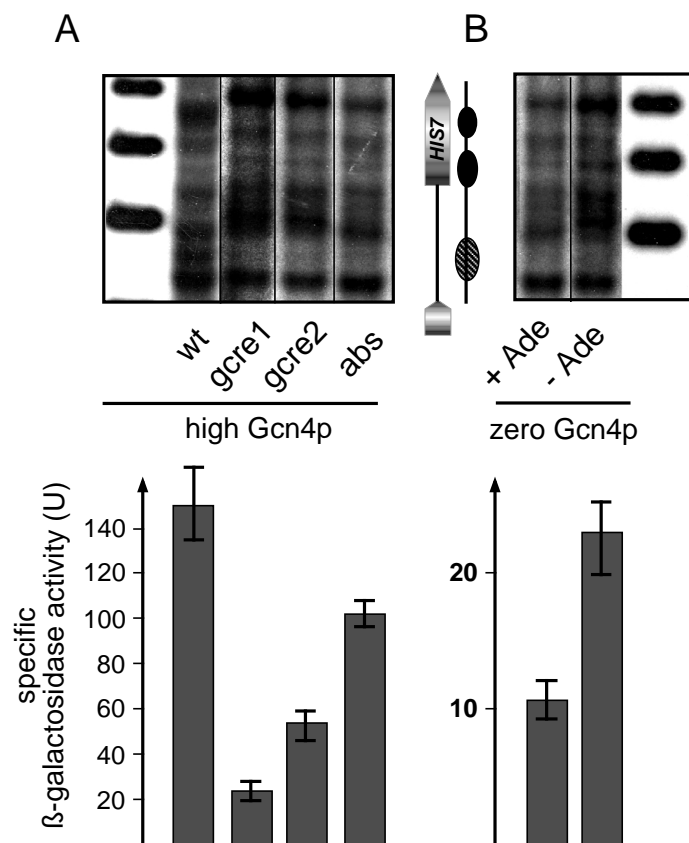 A
B
HIS7
wt
gcre1
gcre2
abs
+ Ade
- Ade
high Gcn4p
zero Gcn4p
specific
ß-galactosidase activity (U)
140
120
100
80
60
40
20
20
10